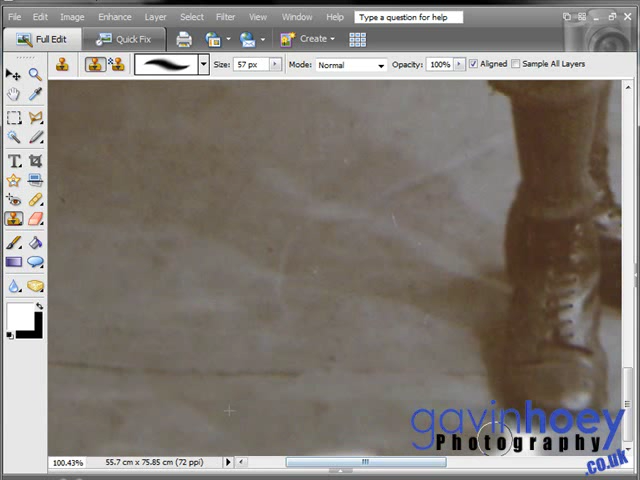 File Edit Image Enhance Layer Select Filter View Window Help Type a question for help
Full Edit Quick Fix Create
Size: 57 px Mode: Normal Opacity: 100% Aligned Sample All Layers
T
100.43% 55.7 cm x 75.85 cm (72 ppi)
gavinhoey
Photography
.co.uk